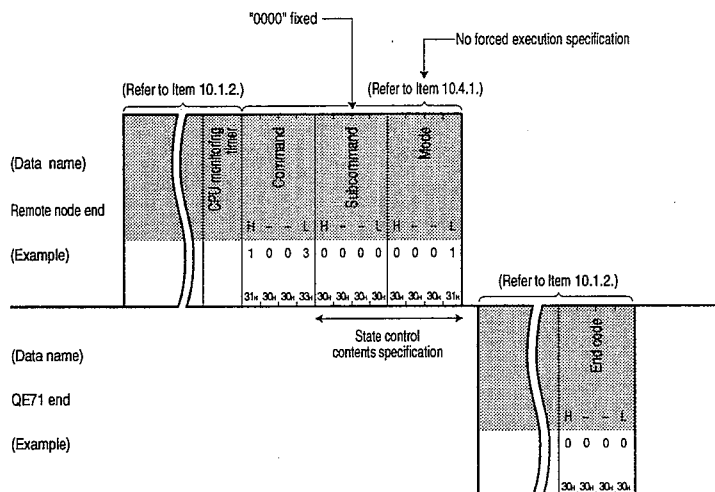 "0000" fixed
No forced execution specification
(Refer to Item 10.1.2.)
(Refer to Item 10.4.1.)
(Data name)
CPU monitoring timer
Command
Subcommand
Mode
Remote node end
H - - L H - - L H - - L
(Example)
1 0 0 3 0 0 0 0 0 0 0 1
31H 30H 30H 33H 30H 30H 30H 30H 30H 30H 30H 31H
State control contents specification
(Refer to Item 10.1.2.)
(Data name)
End code
QE71 end
H - - L
(Example)
0 0 0 0
30H 30H 30H 30H